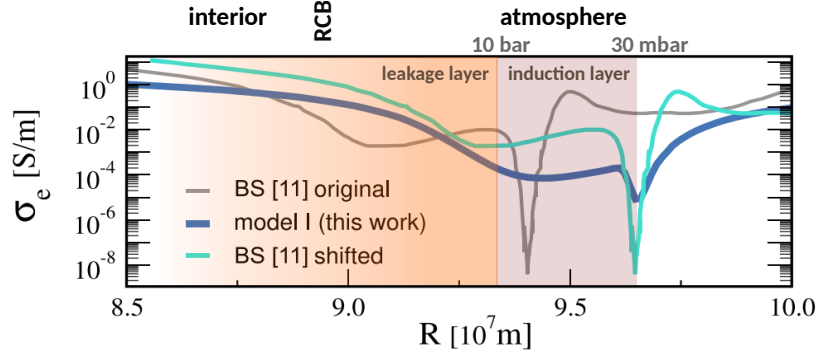 interior
RCB
atmosphere
10 bar
30 mbar
leakage layer
induction layer
10^0
10^-2
10^-4
10^-6
10^-8
σ_e [S/m]
BS [11] original
model I (this work)
BS [11] shifted
8.5
9.0
9.5
10.0
R [10^7m]